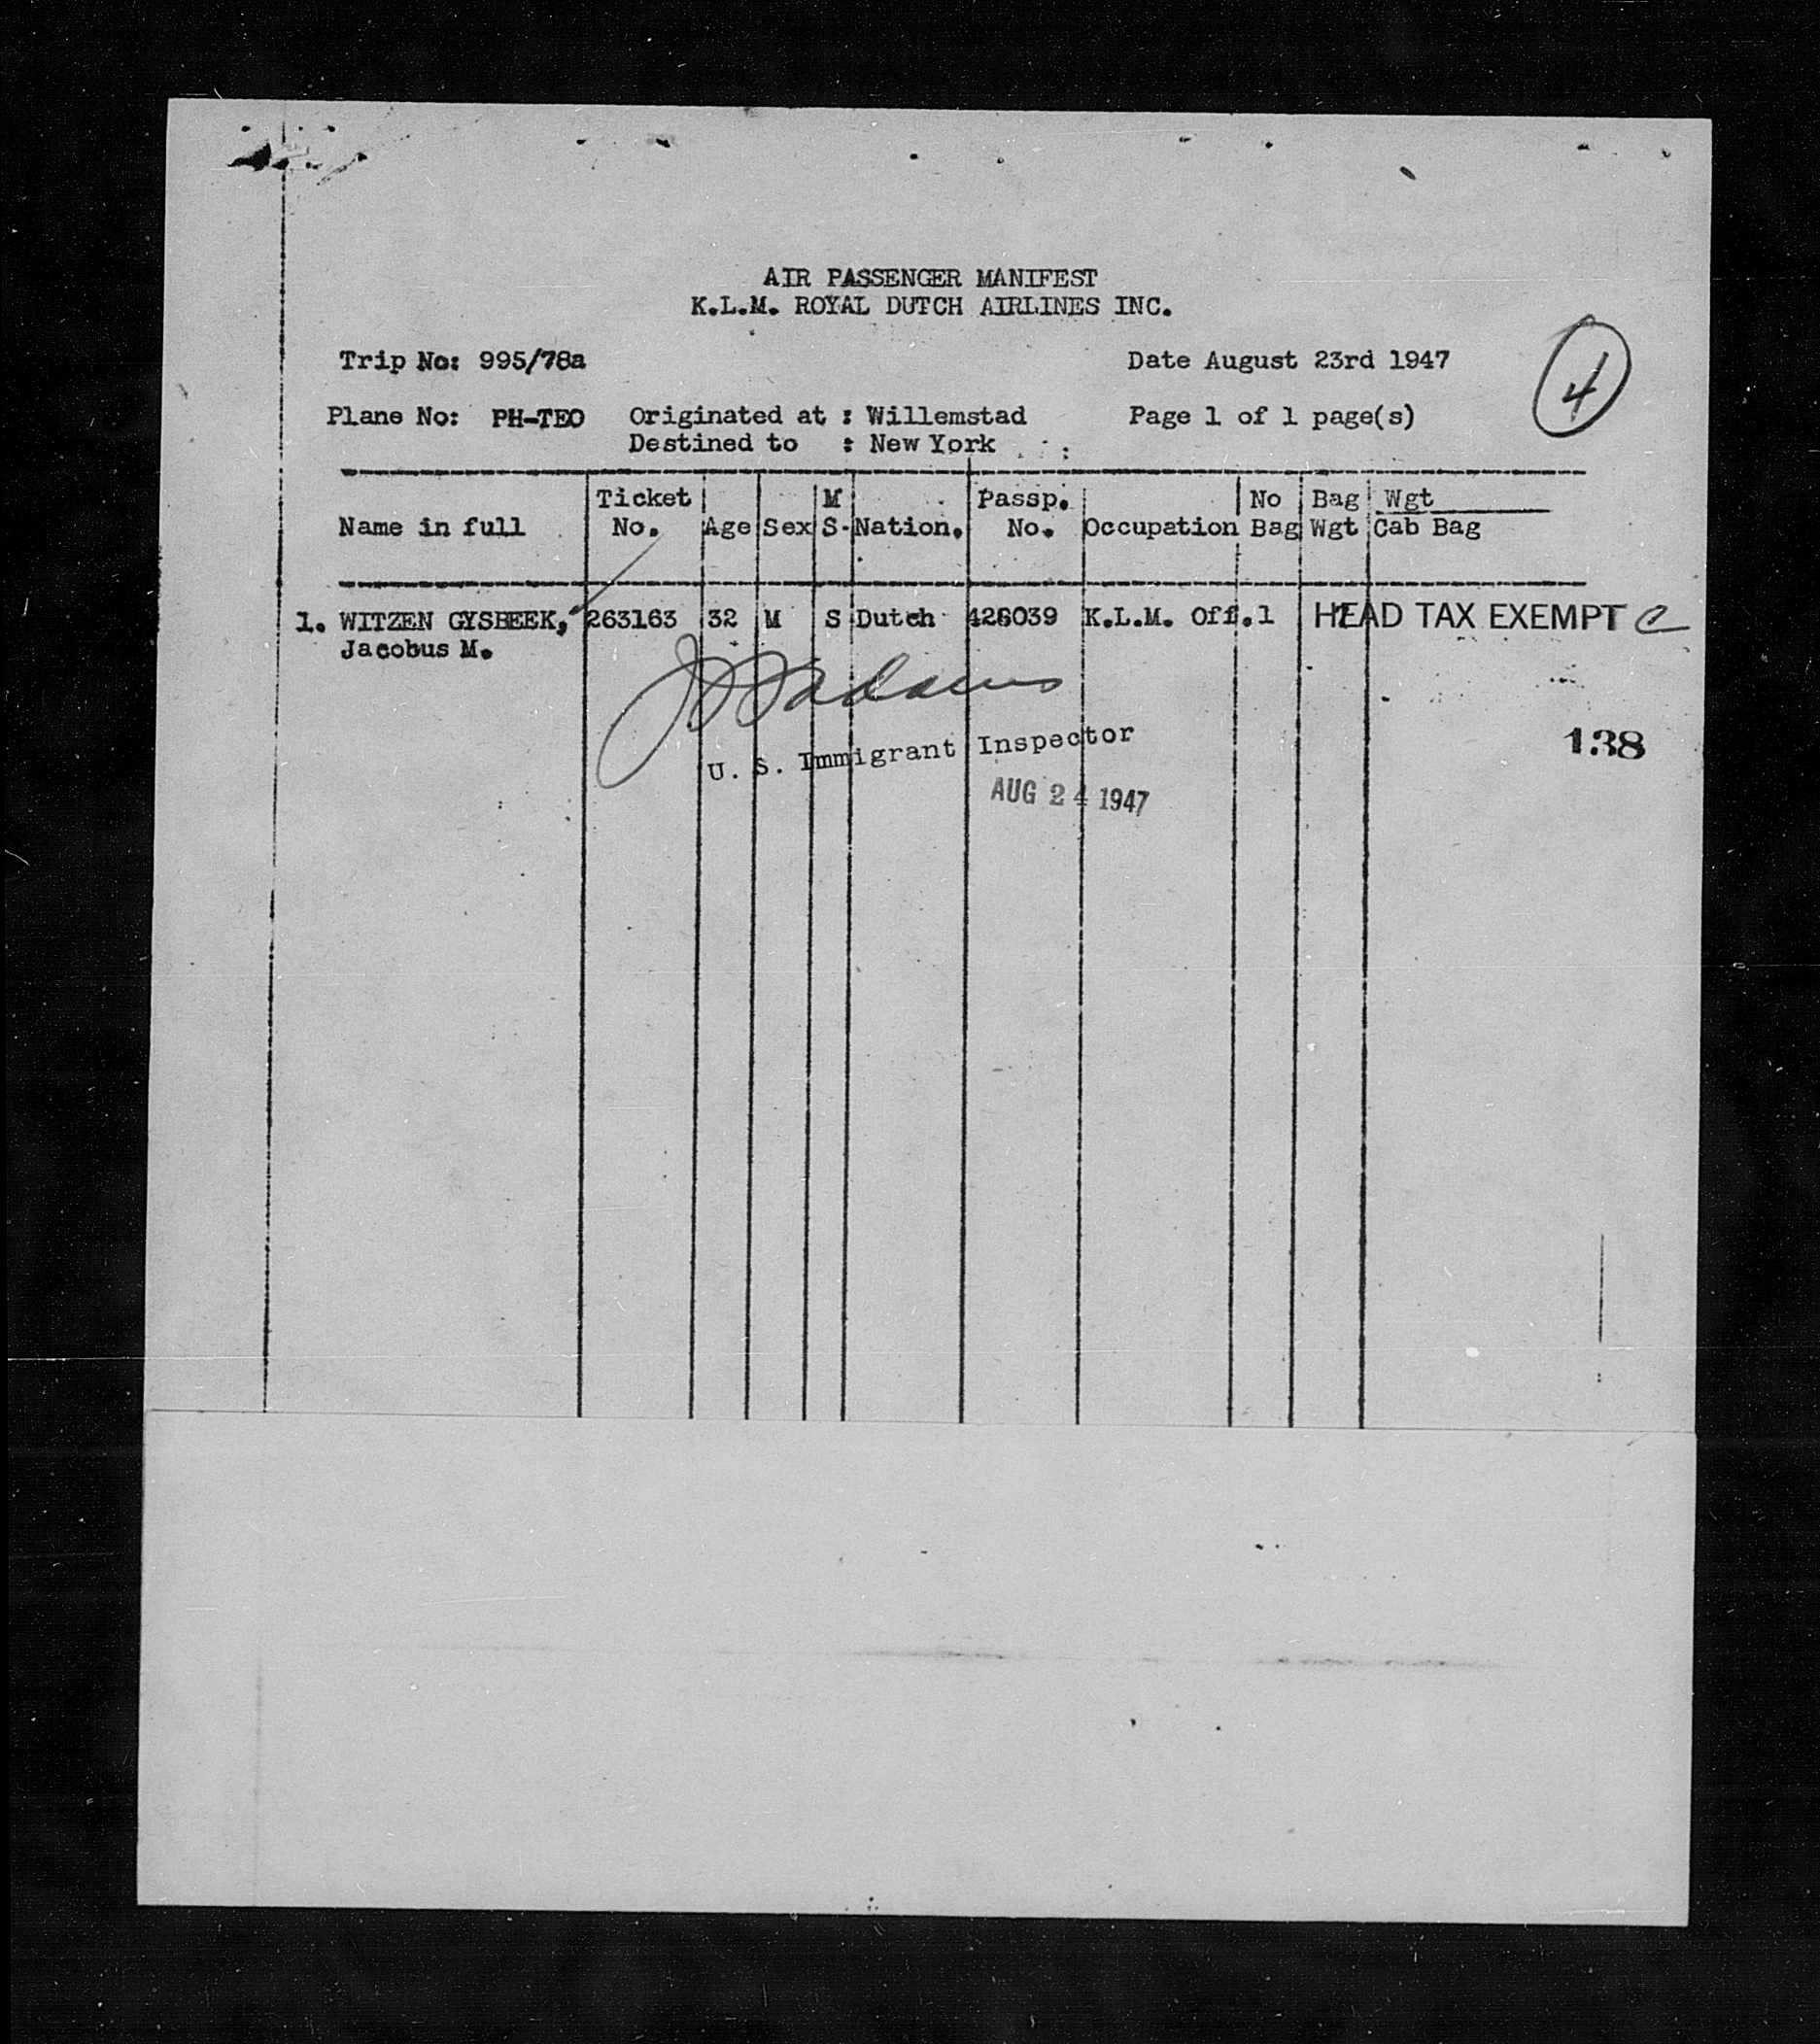 AIR PASSENGER MANIFEST
K.L.M. ROYAL DUTCH AIRLINES INC.
Trip No: 995/78a Date August 23rd 1947
4
Plane No: PH-TEO Originated at : Willemstad Page 1 of 1 page(s)
Destined to : New York
Ticket M Passp. No Bag Wgt
Name in full No. Age Sex S Nation. No. Occupation Bag Wgt Cab Bag
1. WITZEN GYSBEEK, 263163 32 M S Dutch 426039 K.L.M. Off. 1 HEAD TAX EXEMPT
Jacobus M.
Adams
138
U. S. Immigrant Inspector
AUG 24 1947